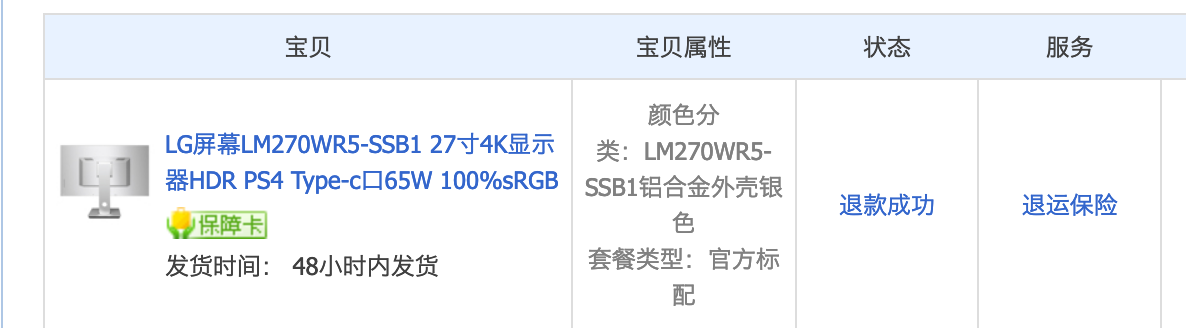 宝贝
宝贝属性
状态
服务
LG屏幕LM270WR5-SSB1 27寸4K显示
器HDR PS4 Type-c口65W 100%sRGB
保障卡
发货时间： 48小时内发货
颜色分
类：LM270WR5-
SSB1铝合金外壳银
色
套餐类型：官方标
配
退款成功
退运保险